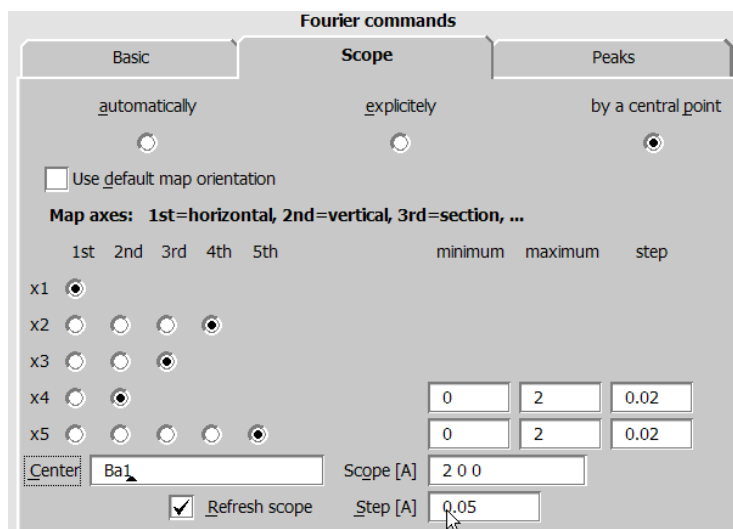 Fourier commands
Basic Scope Peaks
automatically explicitely by a central point
Use default map orientation
Map axes: 1st=horizontal, 2nd=vertical, 3rd=section, ...
1st 2nd 3rd 4th 5th minimum maximum step
x1
x2
x3
x4 0 2 0.02
x5 0 2 0.02
Center Ba1 Scope [A] 2 0 0
Refresh scope Step [A] 0.05